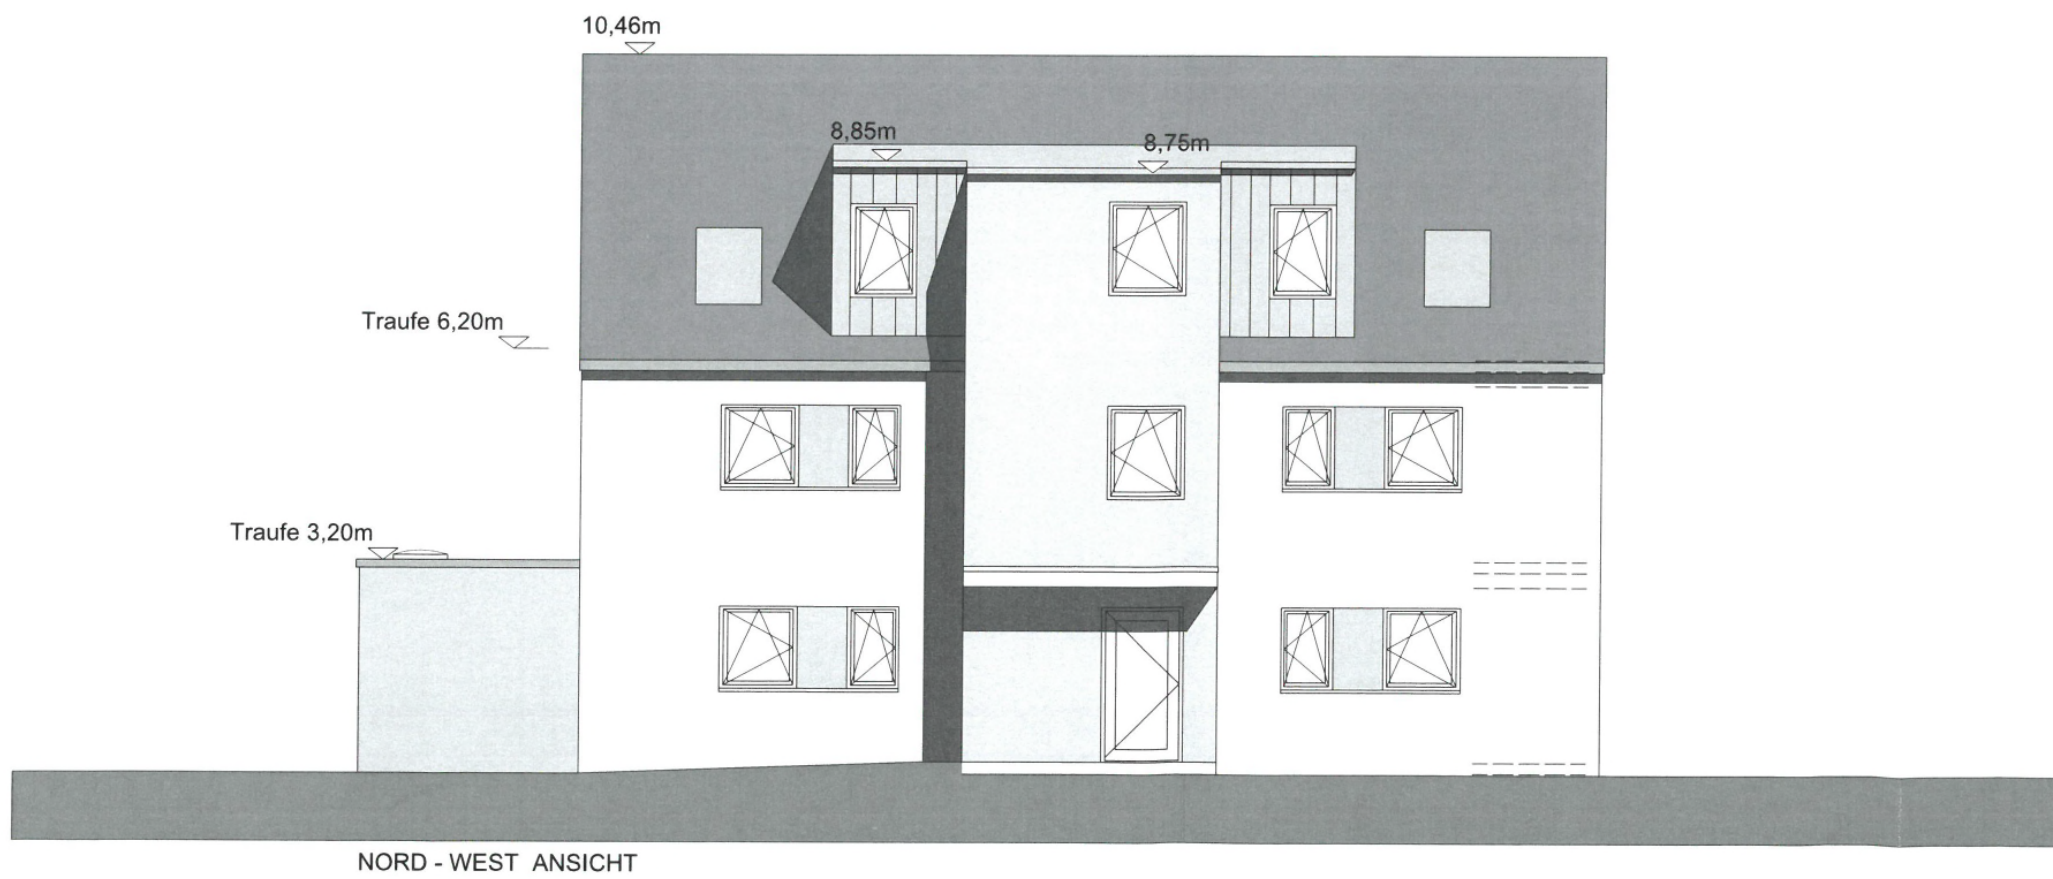 10,46m
8,85m
8,75m
Traufe 6,20m
Traufe 3,20m
NORD - WEST ANSICHT